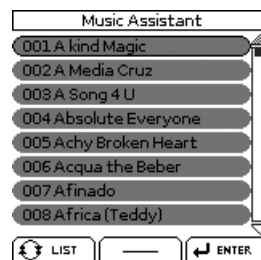 Music Assistant
001 A kind Magic
002 A Media Cruz
003 A Song 4 U
004 Absolute Everyone
005 Achy Broken Heart
006 Acqua the Beber
007 Afinado
008 Africa (Teddy)
LIST ENTER